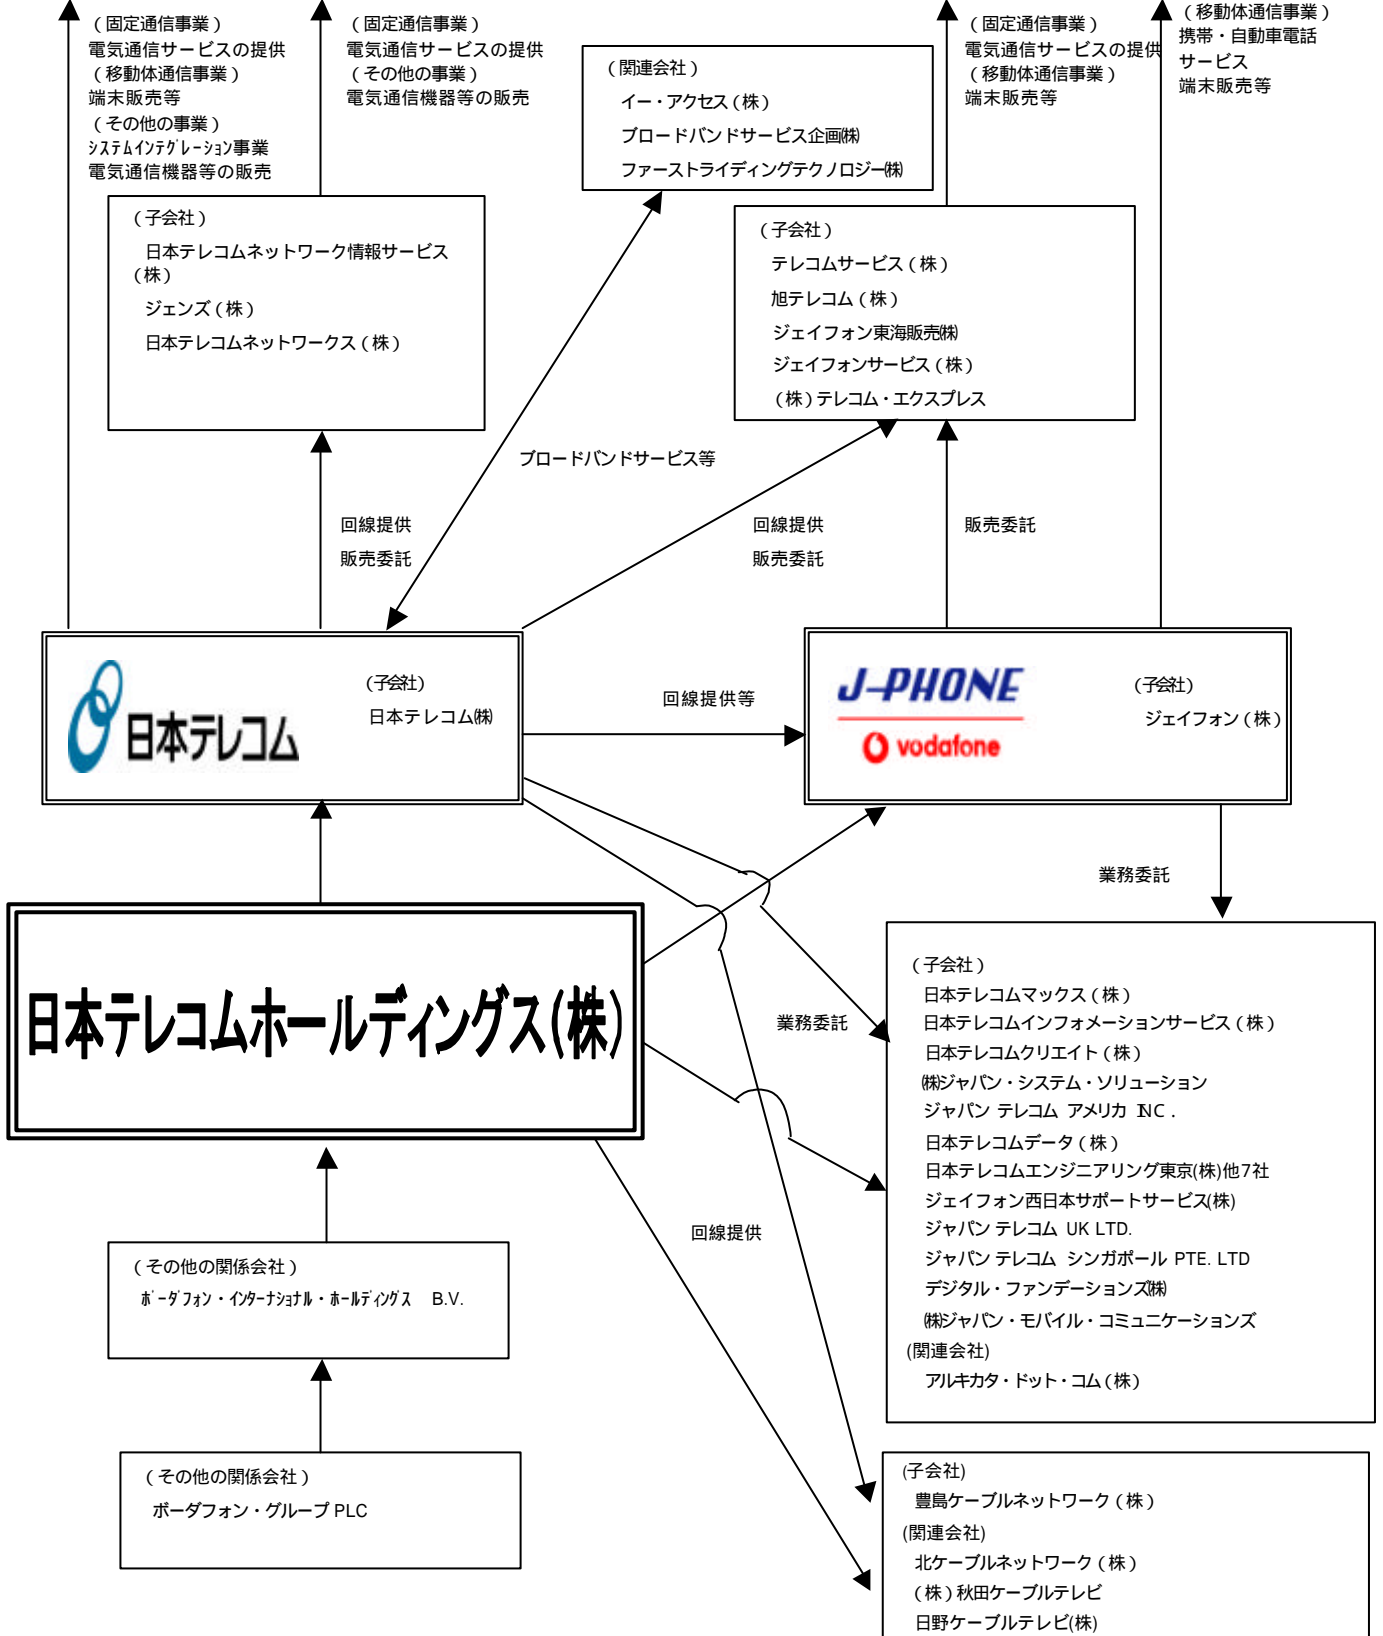 (固定通信事業)
電気通信サービスの提供
(移動体通信事業)
端末販売等
(その他の事業)
ｼｽﾃﾑｲﾝﾃｸﾞﾚｰｼｮﾝ事業
電気通信機器等の販売
(固定通信事業)
電気通信サービスの提供
(その他の事業)
電気通信機器等の販売
(関連会社)
イー・アクセス(株)
ブロードバンドサービス企画㈱
ファーストライディングテクノロジー㈱
(固定通信事業)
電気通信サービスの提供
(移動体通信事業)
端末販売等
(移動体通信事業)
携帯・自動車電話
サービス
端末販売等
(子会社)
日本テレコムネットワーク情報サービス
(株)
ジェンズ(株)
日本テレコムネットワークス(株)
(子会社)
テレコムサービス(株)
旭テレコム(株)
ジェイフォン東海販売㈱
ジェイフォンサービス(株)
(株)テレコム・エクスプレス
ブロードバンドサービス等
回線提供
販売委託
回線提供
販売委託
販売委託
日本テレコム
(子会社)
日本テレコム㈱
回線提供等
J-PHONE
vodafone
(子会社)
ジェイフォン(株)
業務委託
日本テレコムホールディングス(株)
業務委託
(子会社)
日本テレコムマックス(株)
日本テレコムインフォメーションサービス(株)
日本テレコムクリエイト(株)
㈱ジャパン・システム・ソリューション
ジャパン テレコム アメリカ INC.
日本テレコムデータ(株)
日本テレコムエンジニアリング東京(株)他7社
ジェイフォン西日本サポートサービス(株)
ジャパン テレコム UK LTD.
ジャパン テレコム シンガポール PTE. LTD
デジタル・ファンデーションズ㈱
㈱ジャパン・モバイル・コミュニケーションズ
(関連会社)
アルキカタ・ドット・コム(株)
回線提供
(その他の関係会社)
ﾎﾞｰﾀﾞﾌｫﾝ・ｲﾝﾀｰﾅｼｮﾅﾙ・ﾎｰﾙﾃﾞｨﾝｸﾞｽ B.V.
(その他の関係会社)
ボーダフォン・グループ PLC
(子会社)
豊島ケーブルネットワーク(株)
(関連会社)
北ケーブルネットワーク(株)
(株)秋田ケーブルテレビ
日野ケーブルテレビ(株)